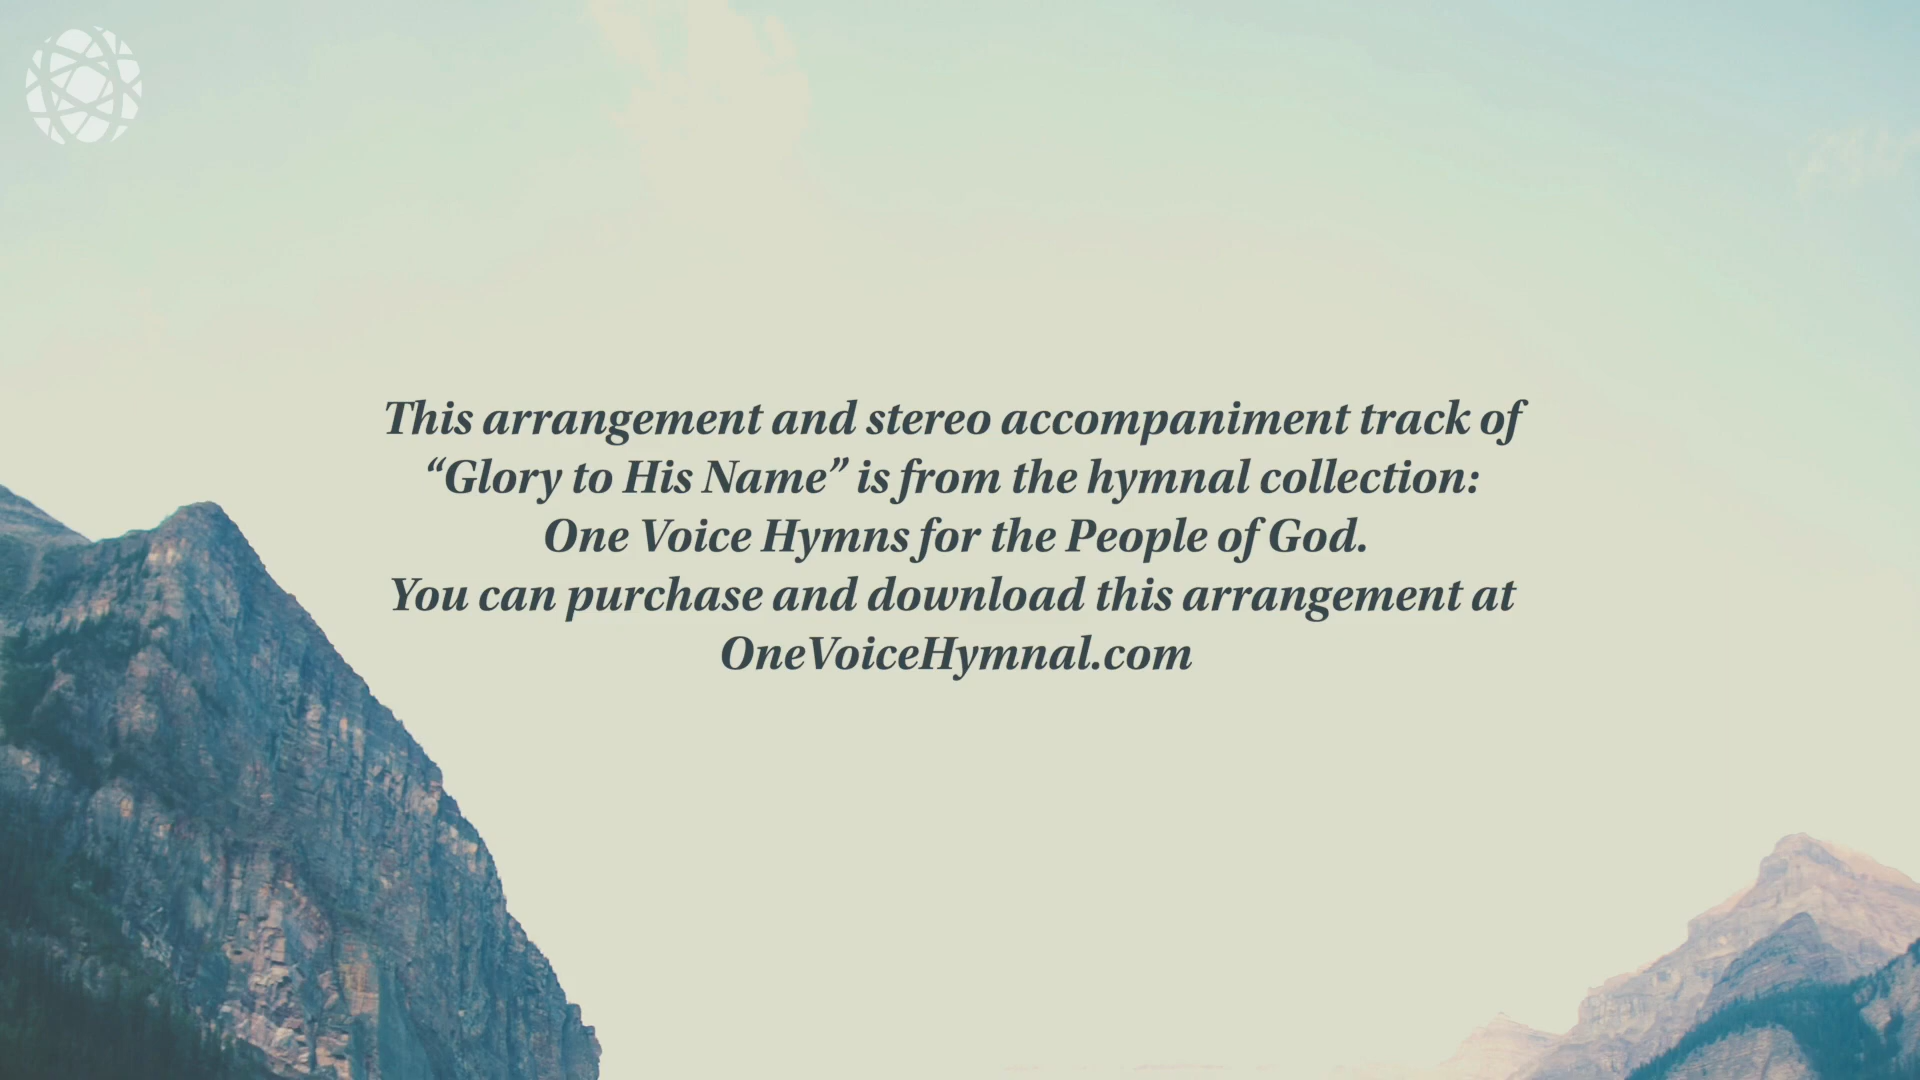 This arrangement and stereo accompaniment track of
“Glory to His Name” is from the hymnal collection:
One Voice Hymns for the People of God.
You can purchase and download this arrangement at
OneVoiceHymnal.com